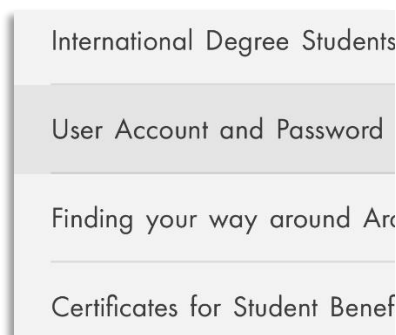 International Degree Students
User Account and Password
Finding your way around
Certificates for Student